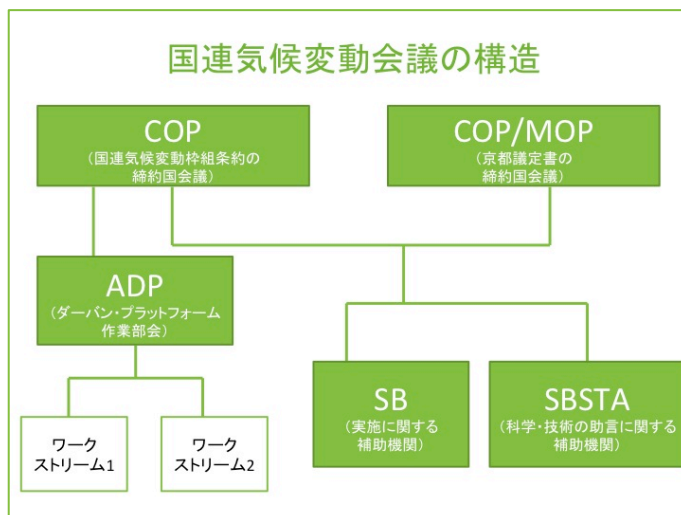 国連気候変動会議の構造
COP
（国連気候変動枠組条約の
締約国会議）
COP/MOP
（京都議定書の
締約国会議）
ADP
（ダーバン・プラットフォーム
作業部会）
SB
（実施に関する
補助機関）
SBSTA
（科学・技術の助言に関する
補助機関）
ワーク
ストリーム1
ワーク
ストリーム2